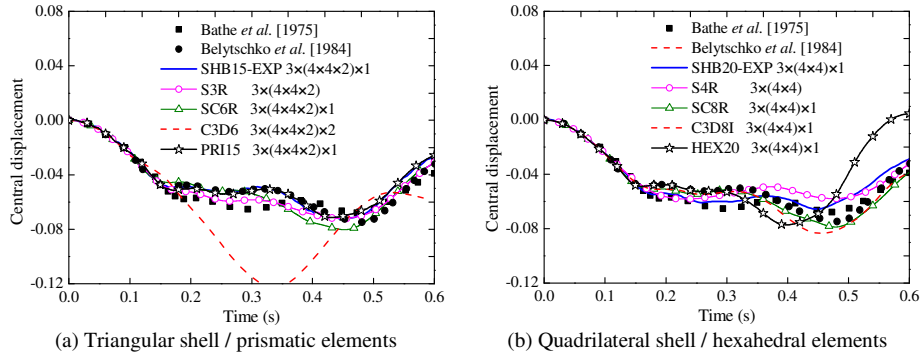 Bathe et al. [1975]
Belytschko et al. [1984]
SHB15-EXP 3×(4×4×2)×1
S3R 3×(4×4×2)
SC6R 3×(4×4×2)×1
C3D6 3×(4×4×2)×2
PRI15 3×(4×4×2)×1
0.08
0.04
0.00
-0.04
-0.08
-0.12
Central displacement
0.0 0.1 0.2 0.3 0.4 0.5 0.6
Time (s)
(a) Triangular shell / prismatic elements
Bathe et al. [1975]
Belytschko et al. [1984]
SHB20-EXP 3×(4×4)×1
S4R 3×(4×4)
SC8R 3×(4×4)×1
C3D8I 3×(4×4)×1
HEX20 3×(4×4)×1
0.08
0.04
0.00
-0.04
-0.08
-0.12
Central displacement
0.0 0.1 0.2 0.3 0.4 0.5 0.6
Time (s)
(b) Quadrilateral shell / hexahedral elements